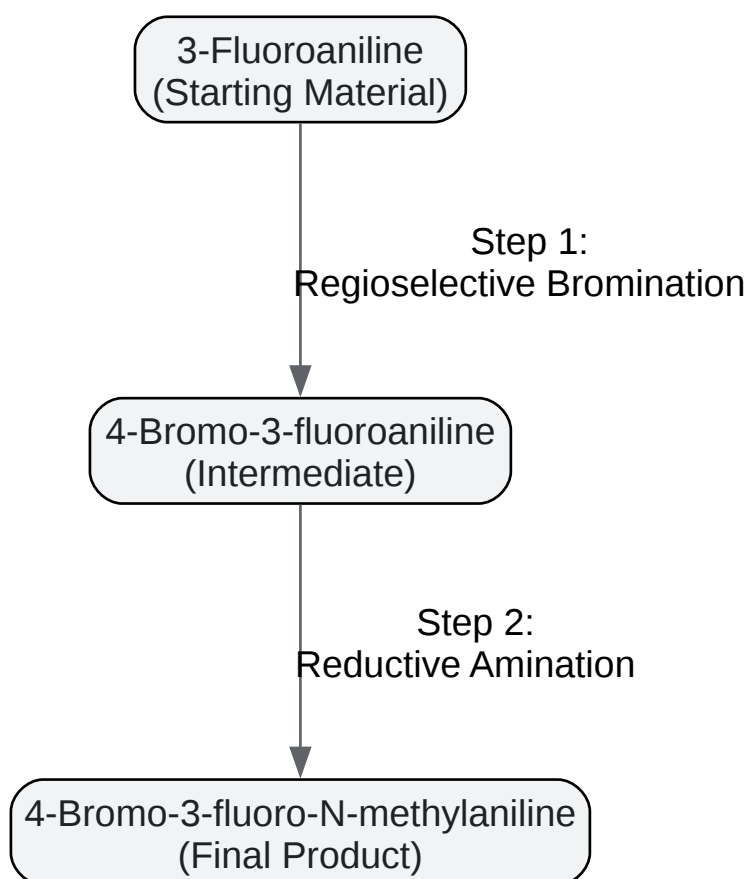 3-Fluoroaniline
(Starting Material)
Step 1:
Regioselective Bromination
4-Bromo-3-fluoroaniline
(Intermediate)
Step 2:
Reductive Amination
4-Bromo-3-fluoro-N-methylaniline
(Final Product)